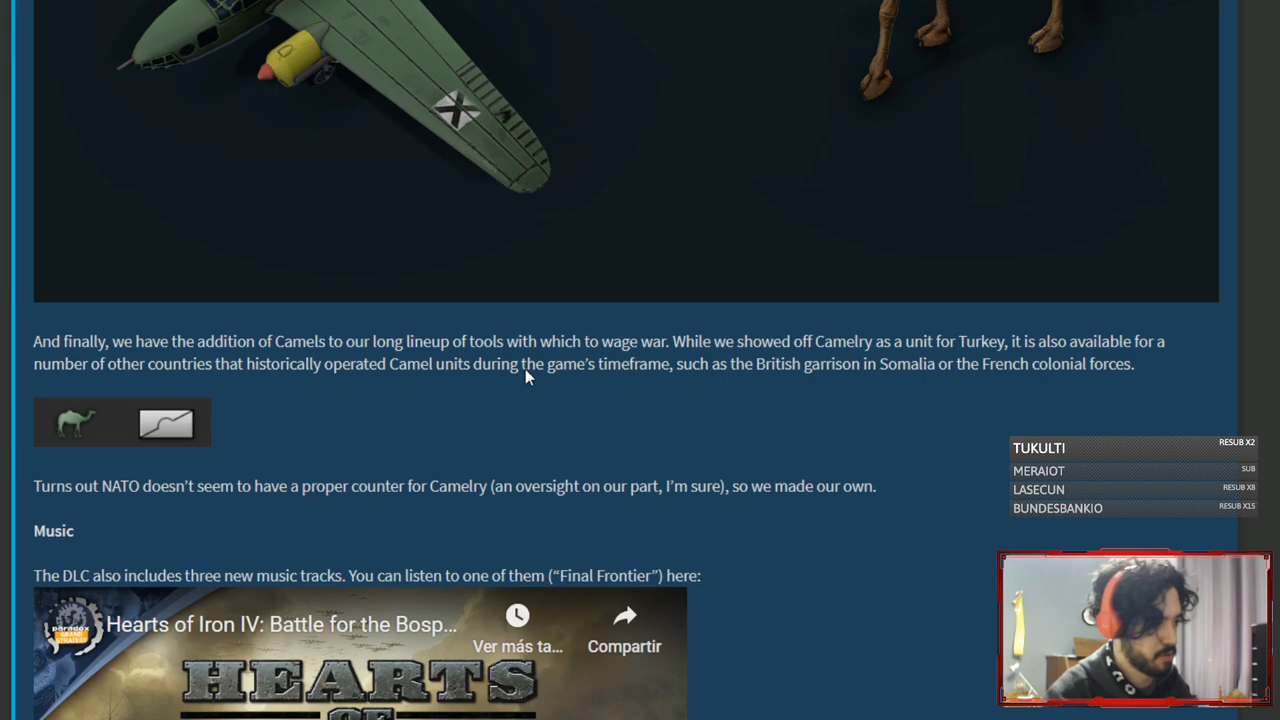 And finally, we have the addition of Camels to our long lineup of tools with which to wage war. While we showed off Camelry as a unit for Turkey, it is also available for a
number of other countries that historically operated Camel units during the game's timeframe, such as the British garrison in Somalia or the French colonial forces.
TUKULTI RESUB X2
MERAIOT SUB
LASECUN RESUB X8
BUNDESBANKIO RESUB X15
Turns out NATO doesn't seem to have a proper counter for Camelry (an oversight on our part, I'm sure), so we made our own.
Music
The DLC also includes three new music tracks. You can listen to one of them ("Final Frontier") here:
paradox
GRAND
STRATEGY
Hearts of Iron IV: Battle for the Bosp...
Ver más ta...
Compartir
HEARTS
OF